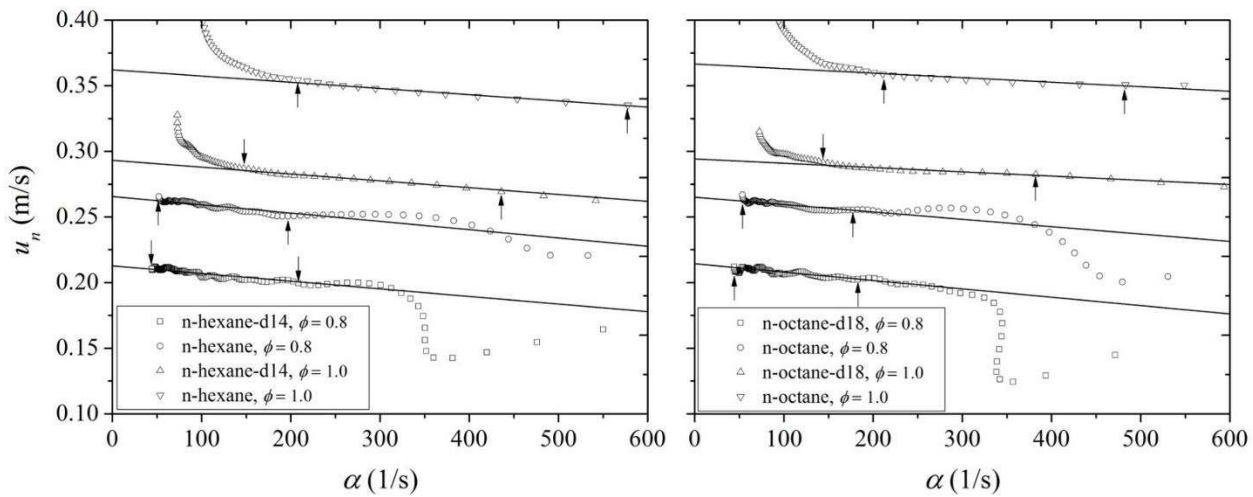 0.40
0.35
0.30
0.25
0.20
0.15
0.10
u_n (m/s)
n-hexane-d14, ϕ = 0.8
n-hexane, ϕ = 0.8
n-hexane-d14, ϕ = 1.0
n-hexane, ϕ = 1.0
0 100 200 300 400 500 600
α (1/s)
n-octane-d18, ϕ = 0.8
n-octane, ϕ = 0.8
n-octane-d18, ϕ = 1.0
n-octane, ϕ = 1.0
0 100 200 300 400 500 600
α (1/s)